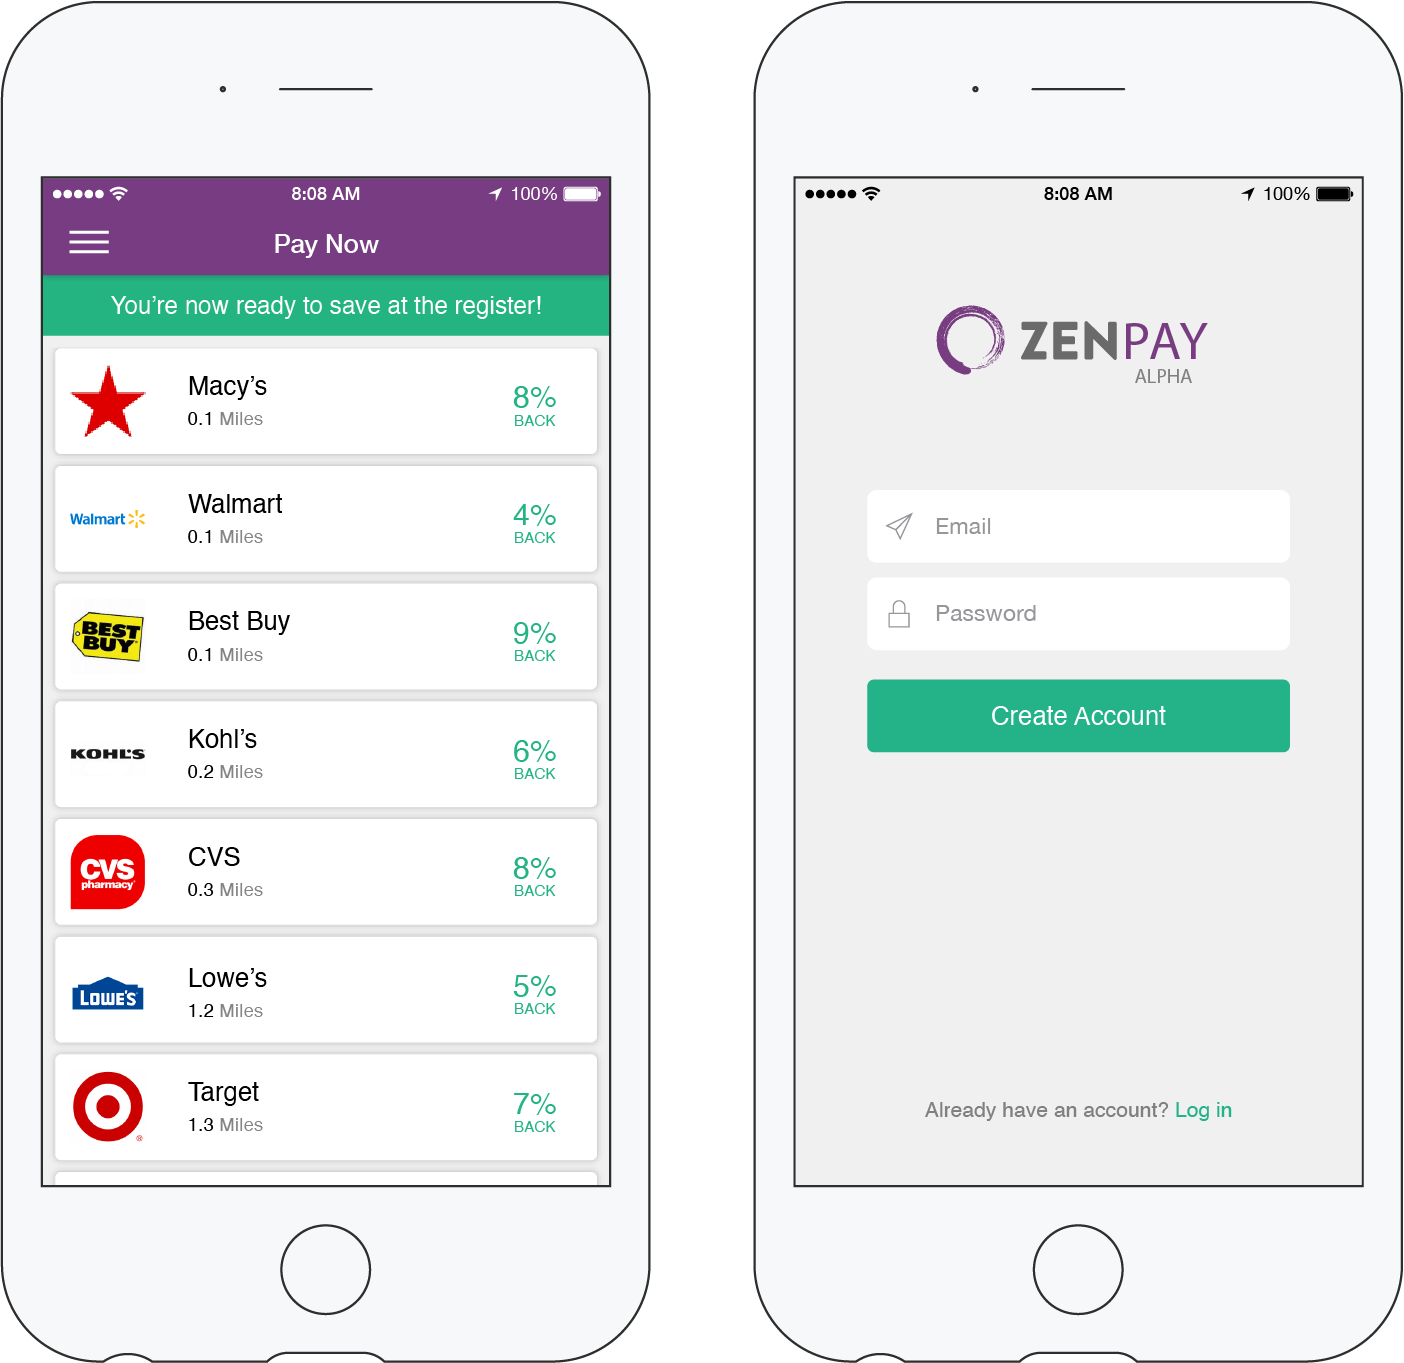 8:08 AM
100%
Pay Now
You’re now ready to save at the register!
Macy’s
0.1 Miles
8%
BACK
Walmart
Walmart
0.1 Miles
4%
BACK
BEST
BUY
Best Buy
0.1 Miles
9%
BACK
KOHL'S
Kohl’s
0.2 Miles
6%
BACK
CVS
pharmacy
CVS
0.3 Miles
8%
BACK
LOWE'S
Lowe’s
1.2 Miles
5%
BACK
®
Target
1.3 Miles
7%
BACK
8:08 AM
100%
ZENPAY
ALPHA
Email
Password
Create Account
Already have an account? Log in